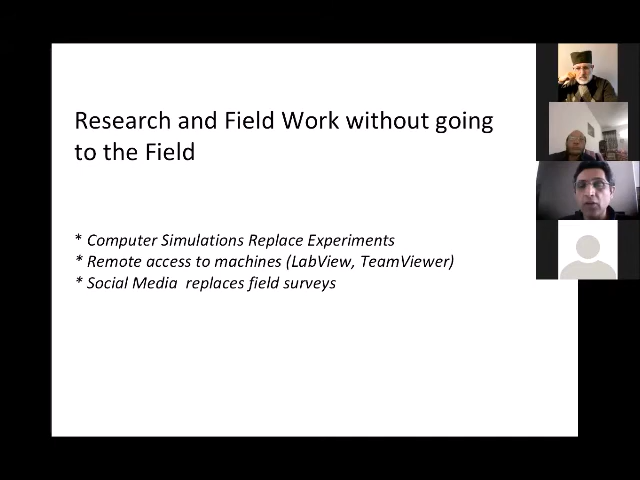 Research and Field Work without going
to the Field
* Computer Simulations Replace Experiments
* Remote access to machines (LabView, TeamViewer)
* Social Media replaces field surveys